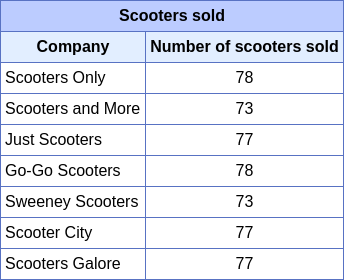 Scooters sold
Company Number of scooters sold
Scooters Only 78
Scooters and More 73
Just Scooters 77
Go-Go Scooters 78
Sweeney Scooters 73
Scooter City 77
Scooters Galore 77